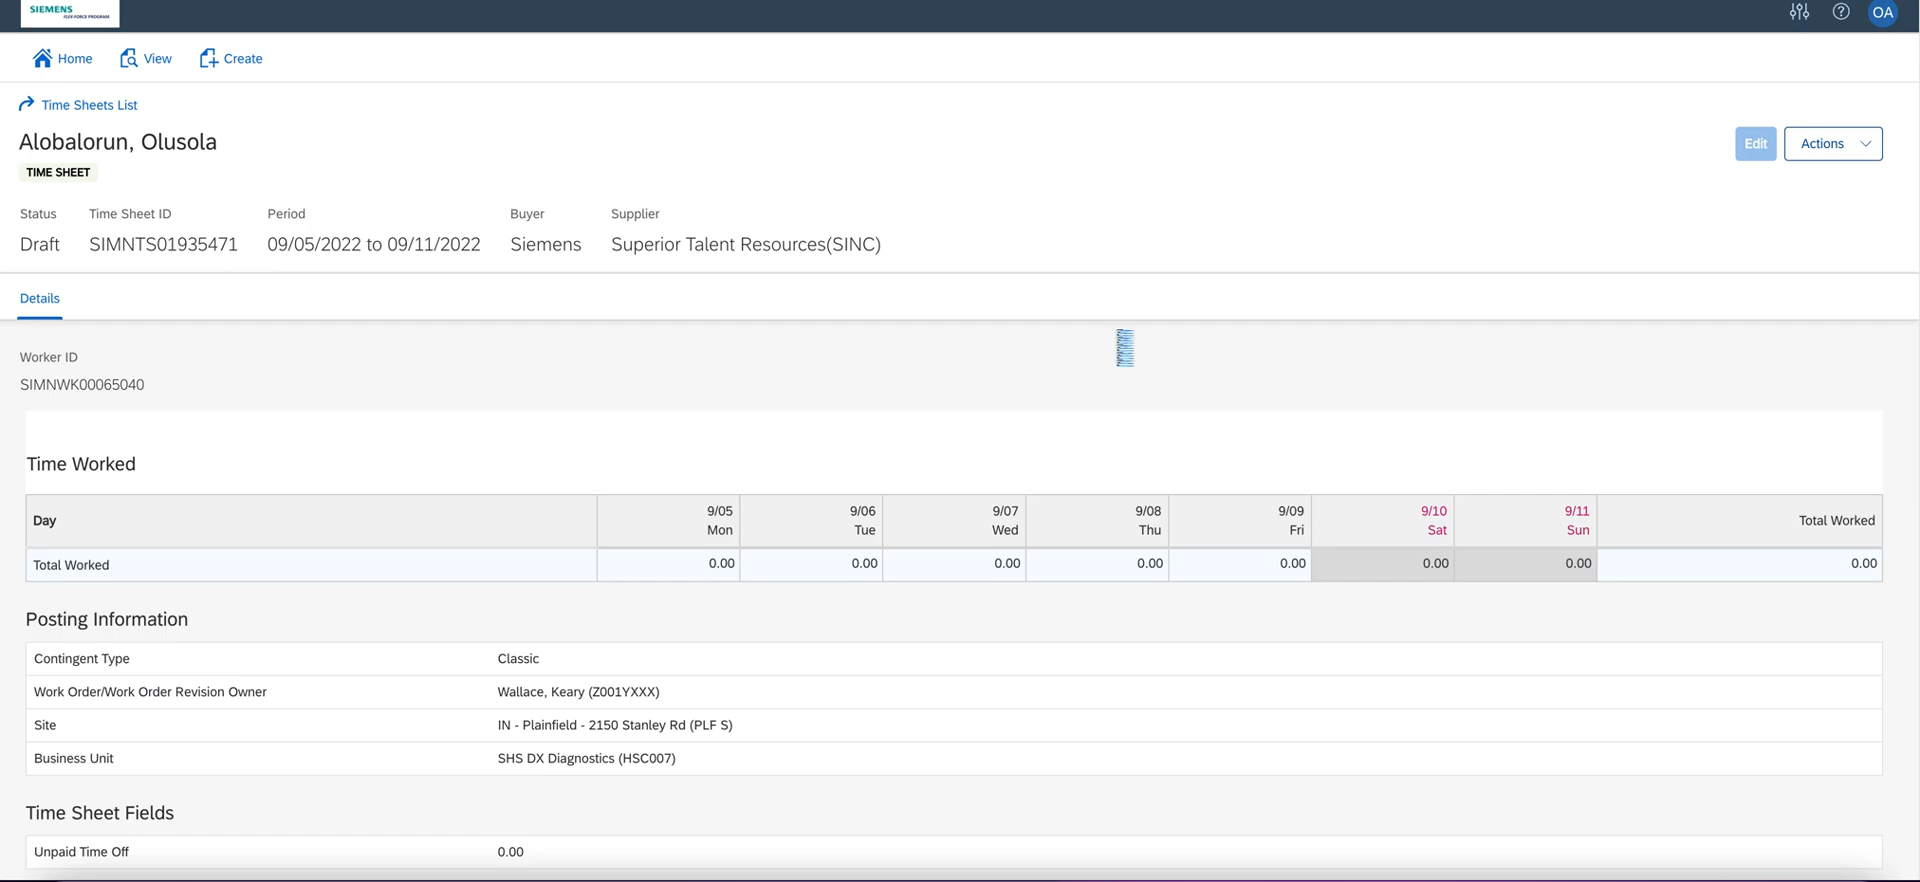 SIEMENS
FLEX-FORCE PROGRAM
OA
Home View Create
Time Sheets List
Alobalorun, Olusola
Edit Actions
TIME SHEET
Status Time Sheet ID Period Buyer Supplier
Draft SIMNTS01935471 09/05/2022 to 09/11/2022 Siemens Superior Talent Resources(SINC)
Details
Worker ID
SIMNWK00065040
Time Worked
Day 9/05 Mon 9/06 Tue 9/07 Wed 9/08 Thu 9/09 Fri 9/10 Sat 9/11 Sun Total Worked
Total Worked 0.00 0.00 0.00 0.00 0.00 0.00 0.00 0.00
Posting Information
Contingent Type Classic
Work Order/Work Order Revision Owner Wallace, Keary (Z001YXXX)
Site IN - Plainfield - 2150 Stanley Rd (PLF S)
Business Unit SHS DX Diagnostics (HSC007)
Time Sheet Fields
Unpaid Time Off 0.00